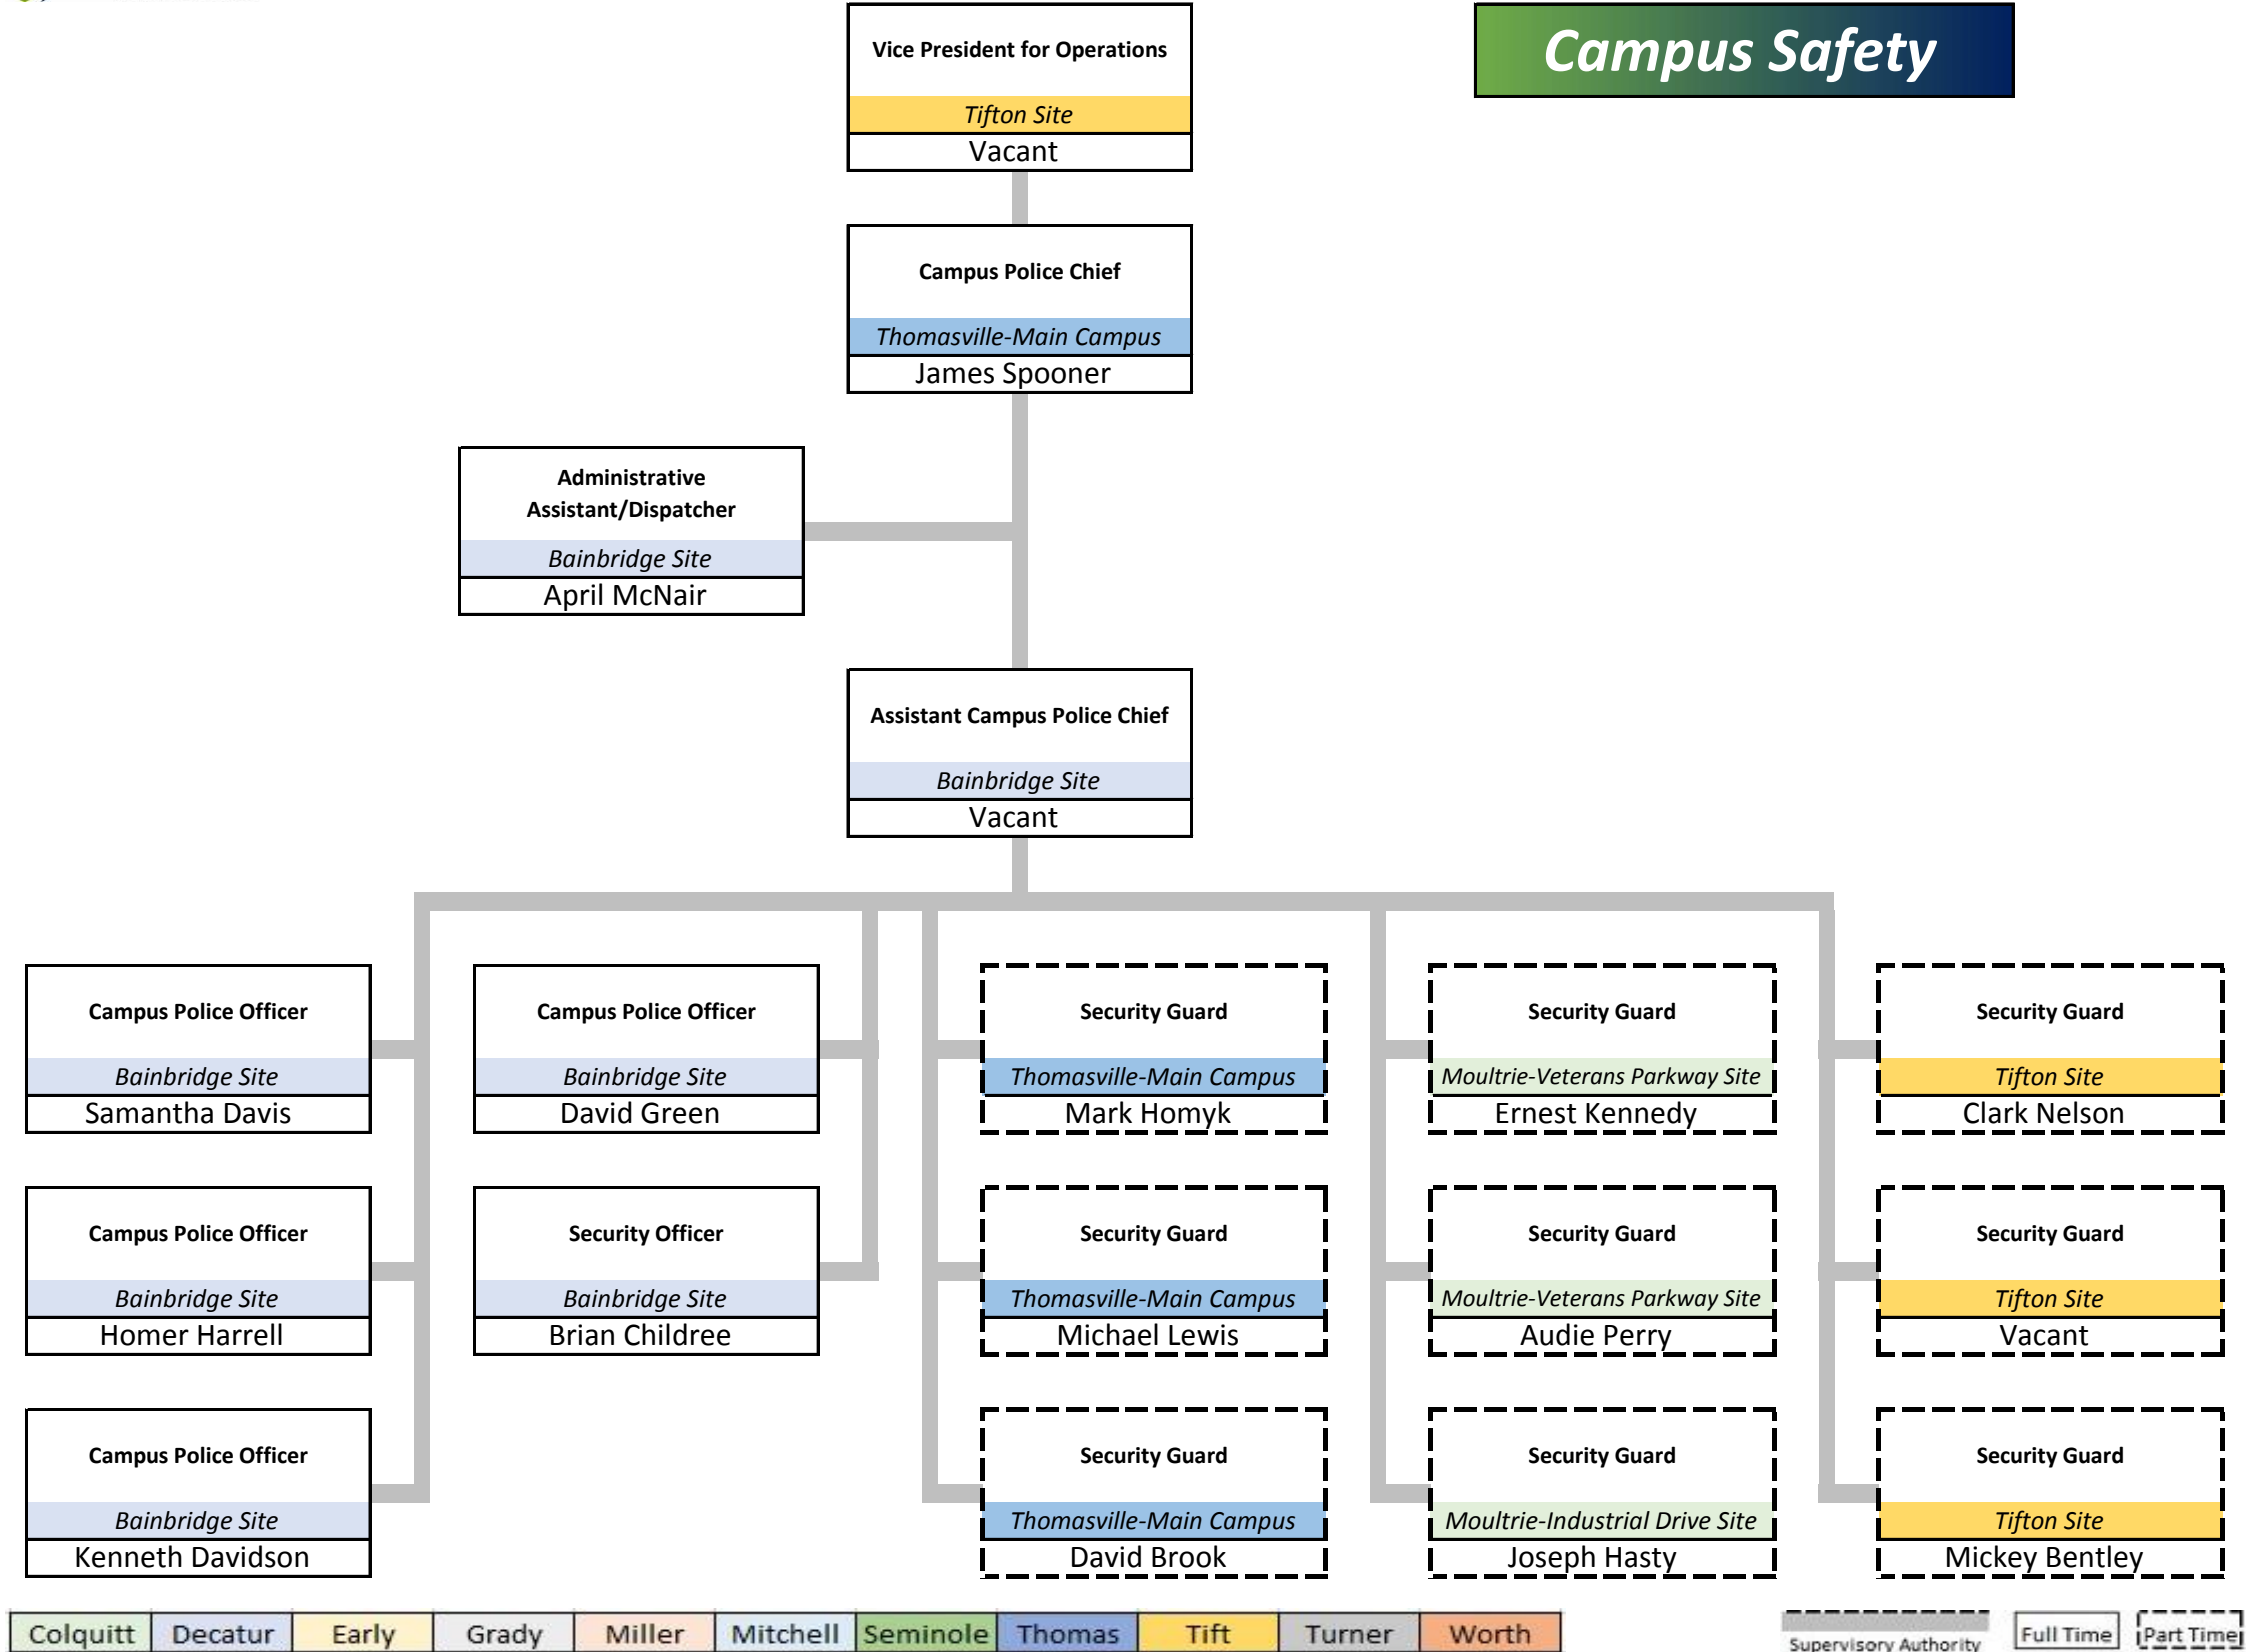 Campus Safety
Vice President for Operations
Tifton Site
Vacant
Campus Police Chief
Thomasville-Main Campus
James Spooner
Administrative
Assistant/Dispatcher
Bainbridge Site
April McNair
Assistant Campus Police Chief
Bainbridge Site
Vacant
Campus Police Officer
Bainbridge Site
Samantha Davis
Campus Police Officer
Bainbridge Site
David Green
Security Guard
Thomasville-Main Campus
Mark Homyk
Security Guard
Moultrie-Veterans Parkway Site
Ernest Kennedy
Security Guard
Tifton Site
Clark Nelson
Campus Police Officer
Bainbridge Site
Homer Harrell
Security Officer
Bainbridge Site
Brian Childree
Security Guard
Thomasville-Main Campus
Michael Lewis
Security Guard
Moultrie-Veterans Parkway Site
Audie Perry
Security Guard
Tifton Site
Vacant
Campus Police Officer
Bainbridge Site
Kenneth Davidson
Security Guard
Thomasville-Main Campus
David Brook
Security Guard
Moultrie-Industrial Drive Site
Joseph Hasty
Security Guard
Tifton Site
Mickey Bentley
Colquitt Decatur Early Grady Miller Mitchell Seminole Thomas Tift Turner Worth
Supervisory Authority Full Time Part Time